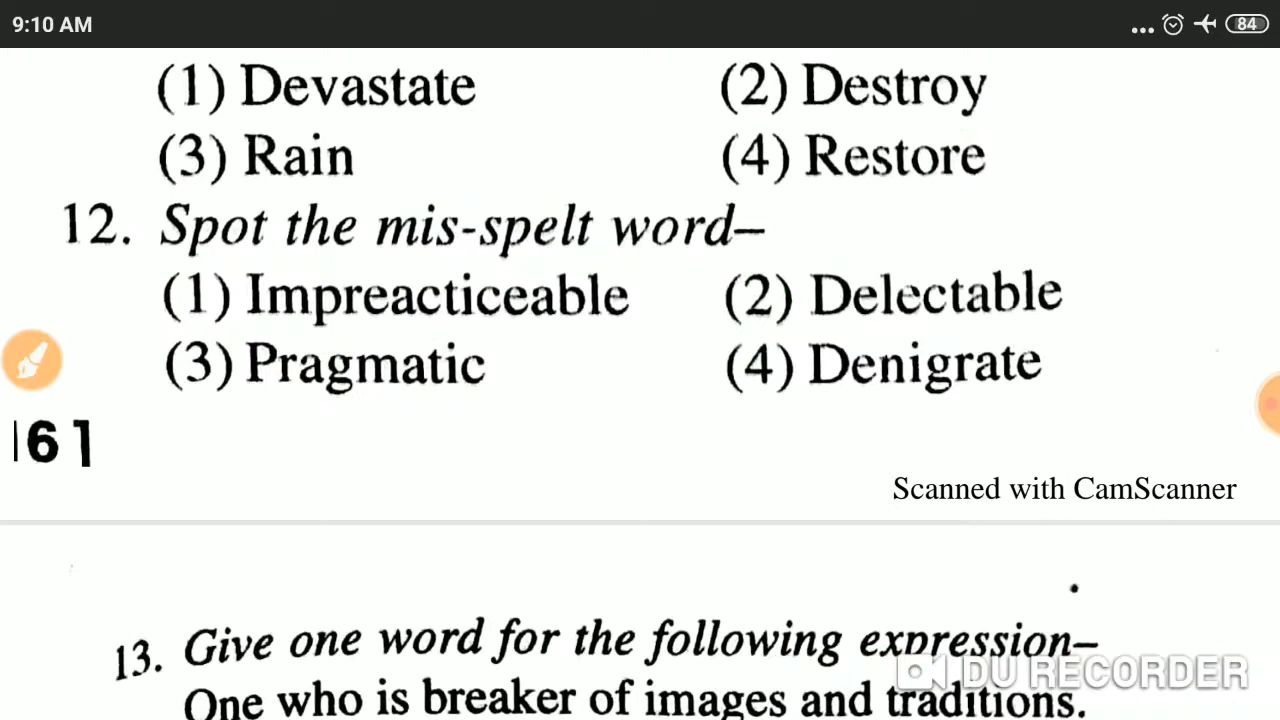 9:10 AM 84
(1) Devastate (2) Destroy
(3) Rain (4) Restore
12. Spot the mis-spelt word–
(1) Impreacticeable (2) Delectable
(3) Pragmatic (4) Denigrate
161
Scanned with CamScanner
13. Give one word for the following expression–
DU RECORDER
One who is breaker of images and traditions.